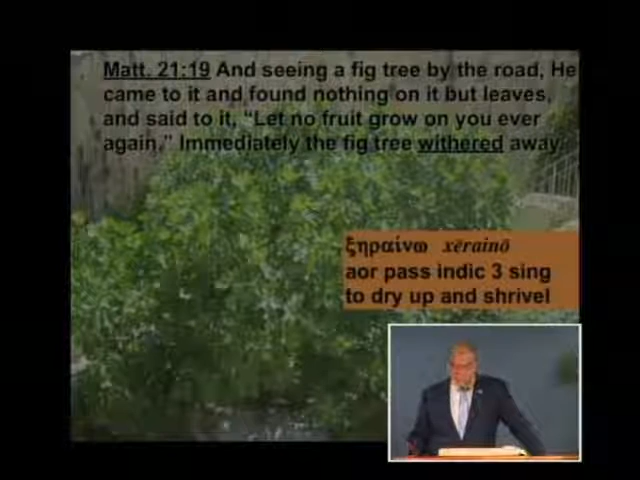 Matt. 21:19 And seeing a fig tree by the road, He
came to it and found nothing on it but leaves,
and said to it, “Let no fruit grow on you ever
again.” Immediately the fig tree withered away.
ξηραίνω xērainō
aor pass indic 3 sing
to dry up and shrivel